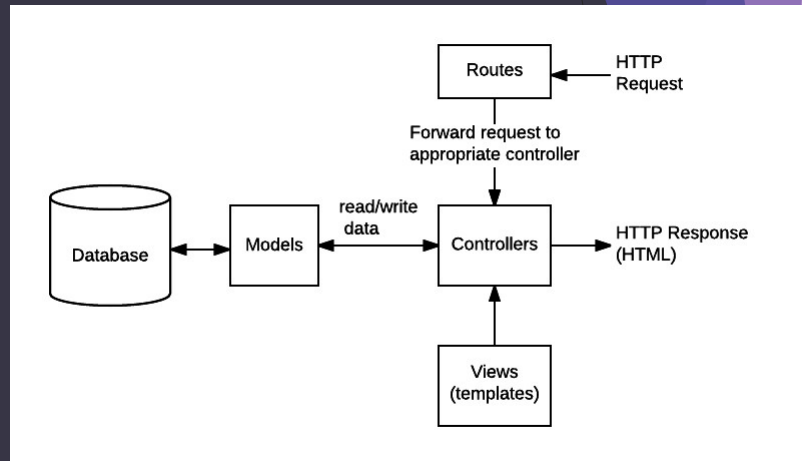 Routes
HTTP
Request
Forward request to
appropriate controller
read/write
data
Database
Models
Controllers
HTTP Response
(HTML)
Views
(templates)